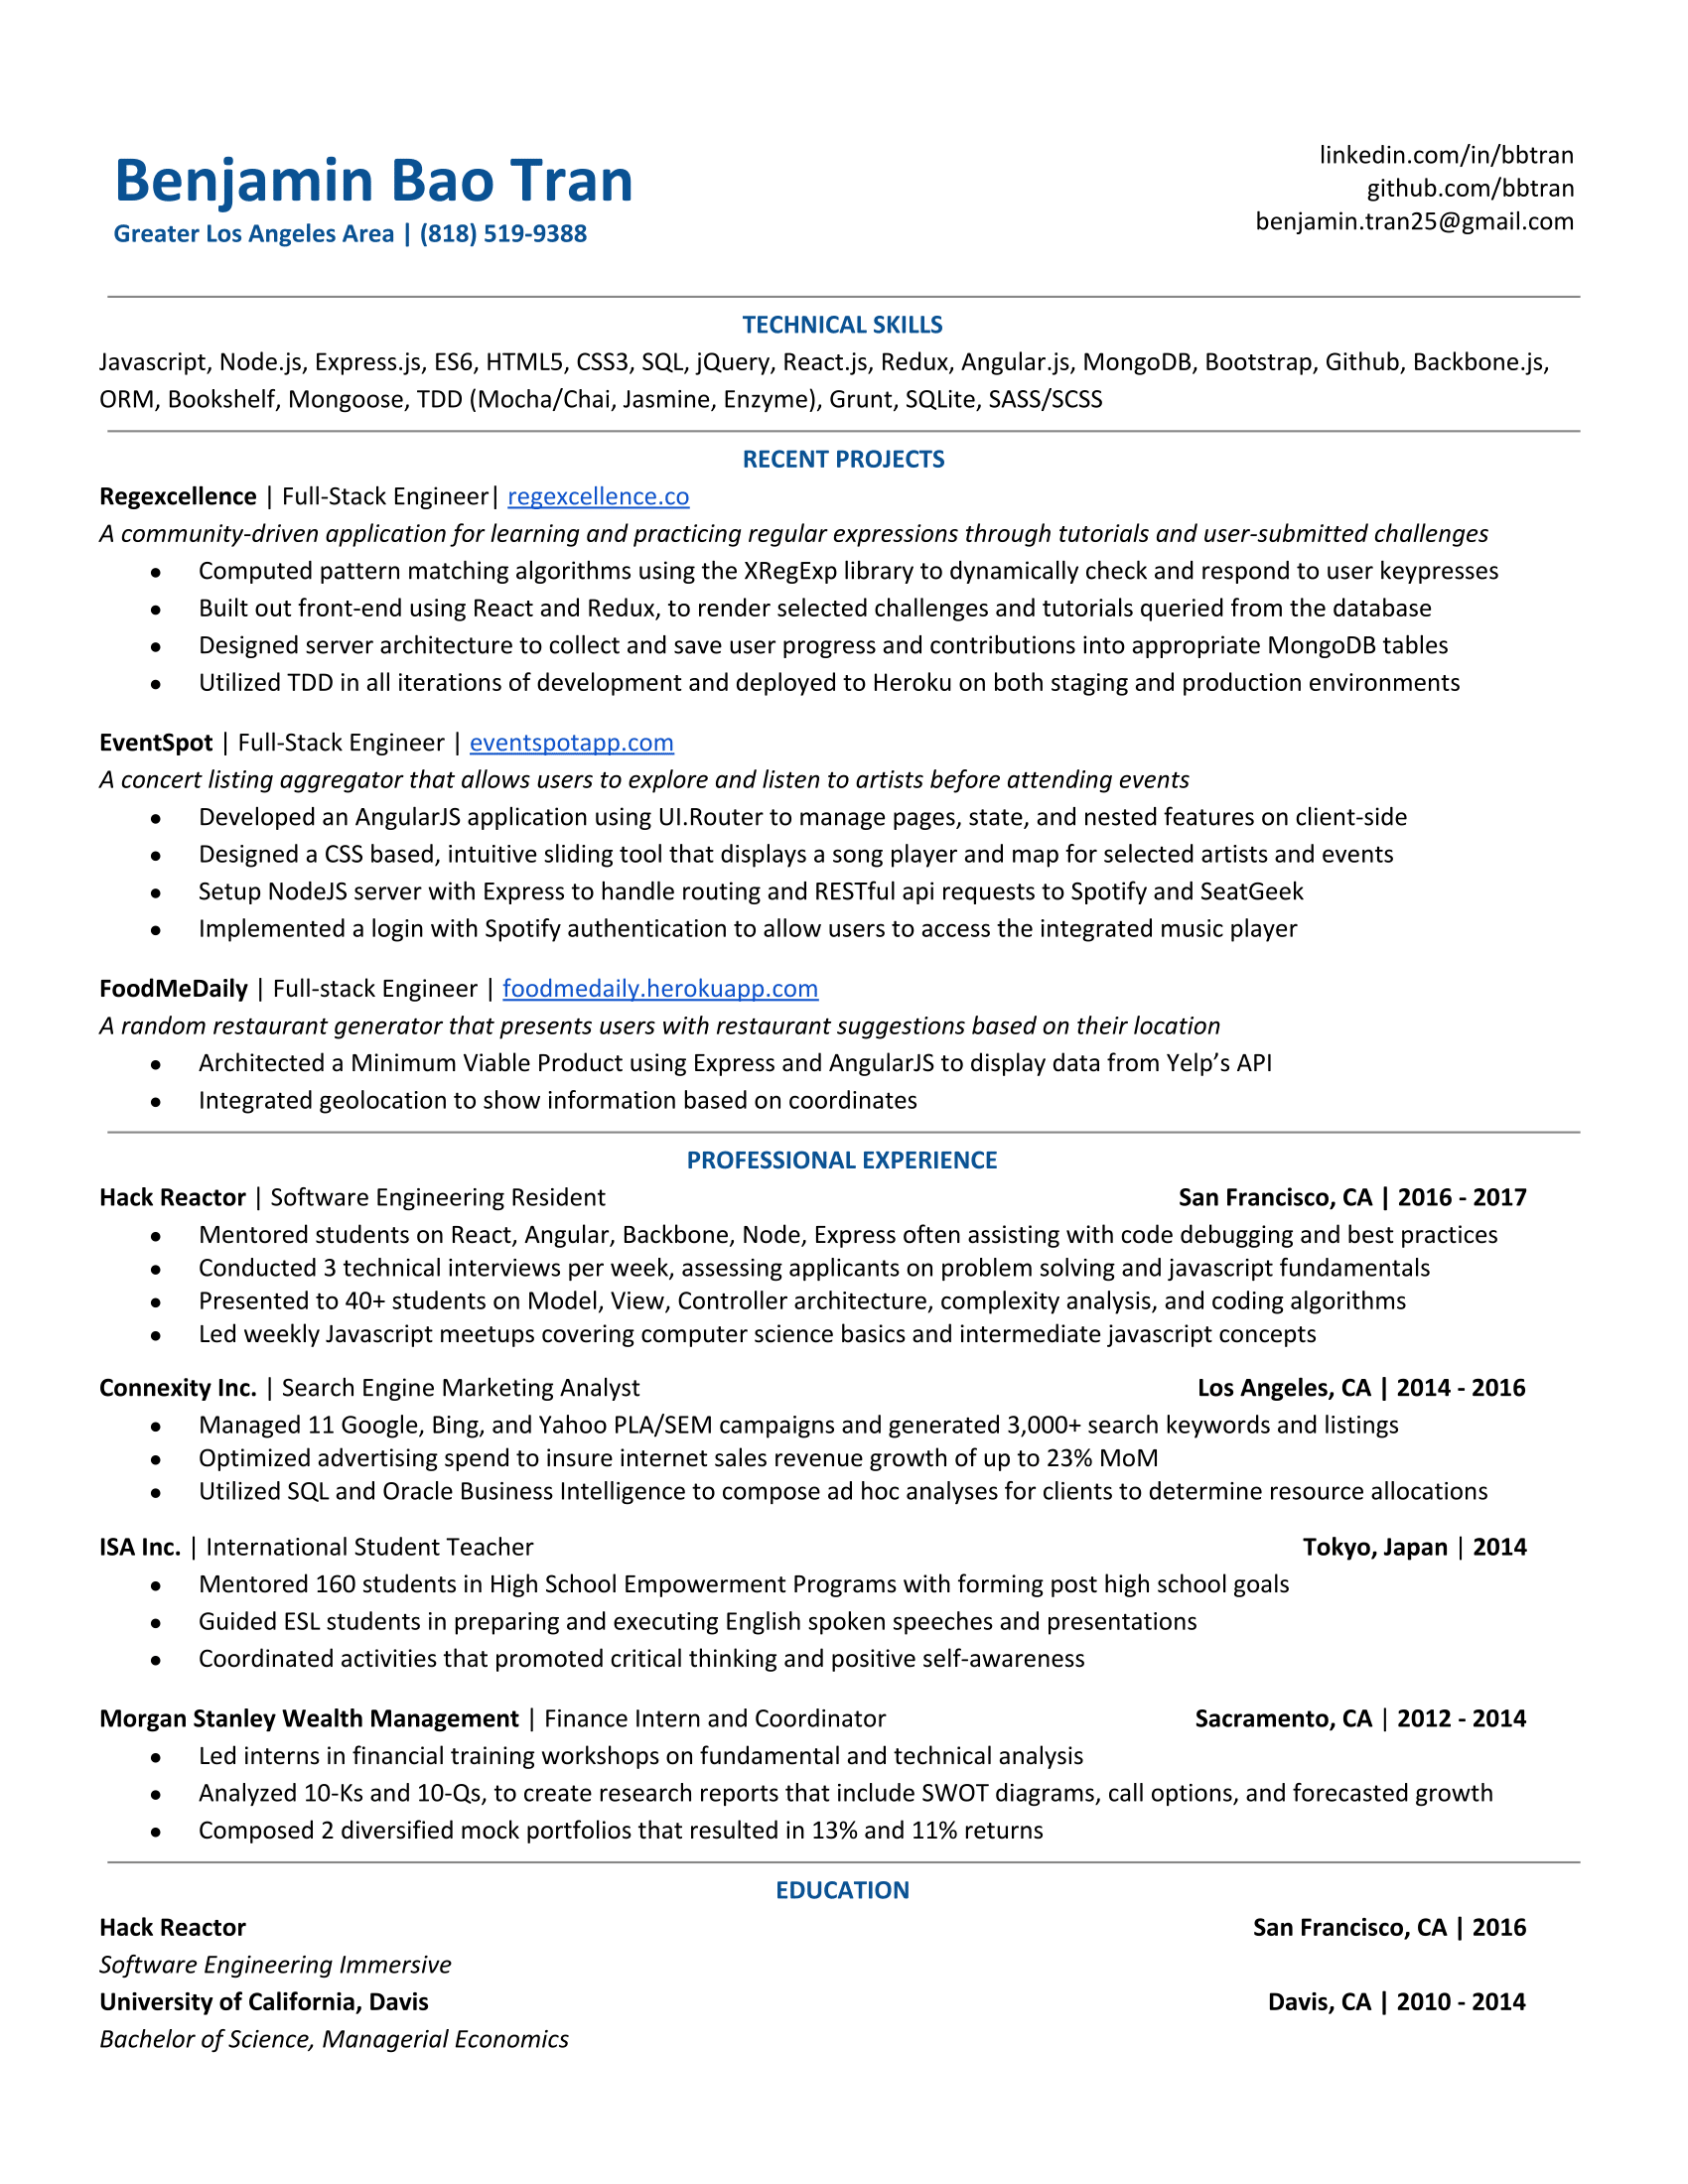 Benjamin Bao Tran
Greater Los Angeles Area | (818) 519-9388
linkedin.com/in/bbtran
github.com/bbtran
benjamin.tran25@gmail.com
TECHNICAL SKILLS
Javascript, Node.js, Express.js, ES6, HTML5, CSS3, SQL, jQuery, React.js, Redux, Angular.js, MongoDB, Bootstrap, Github, Backbone.js,
ORM, Bookshelf, Mongoose, TDD (Mocha/Chai, Jasmine, Enzyme), Grunt, SQLite, SASS/SCSS
RECENT PROJECTS
Regexcellence | Full-Stack Engineer| regexcellence.co
A community-driven application for learning and practicing regular expressions through tutorials and user-submitted challenges
● Computed pattern matching algorithms using the XRegExp library to dynamically check and respond to user keypresses
● Built out front-end using React and Redux, to render selected challenges and tutorials queried from the database
● Designed server architecture to collect and save user progress and contributions into appropriate MongoDB tables
● Utilized TDD in all iterations of development and deployed to Heroku on both staging and production environments
EventSpot | Full-Stack Engineer | eventspotapp.com
A concert listing aggregator that allows users to explore and listen to artists before attending events
● Developed an AngularJS application using UI.Router to manage pages, state, and nested features on client-side
● Designed a CSS based, intuitive sliding tool that displays a song player and map for selected artists and events
● Setup NodeJS server with Express to handle routing and RESTful api requests to Spotify and SeatGeek
● Implemented a login with Spotify authentication to allow users to access the integrated music player
FoodMeDaily | Full-stack Engineer | foodmedaily.herokuapp.com
A random restaurant generator that presents users with restaurant suggestions based on their location
● Architected a Minimum Viable Product using Express and AngularJS to display data from Yelp’s API
● Integrated geolocation to show information based on coordinates
PROFESSIONAL EXPERIENCE
Hack Reactor | Software Engineering Resident San Francisco, CA | 2016 - 2017
● Mentored students on React, Angular, Backbone, Node, Express often assisting with code debugging and best practices
● Conducted 3 technical interviews per week, assessing applicants on problem solving and javascript fundamentals
● Presented to 40+ students on Model, View, Controller architecture, complexity analysis, and coding algorithms
● Led weekly Javascript meetups covering computer science basics and intermediate javascript concepts
Connexity Inc. | Search Engine Marketing Analyst Los Angeles, CA | 2014 - 2016
● Managed 11 Google, Bing, and Yahoo PLA/SEM campaigns and generated 3,000+ search keywords and listings
● Optimized advertising spend to insure internet sales revenue growth of up to 23% MoM
● Utilized SQL and Oracle Business Intelligence to compose ad hoc analyses for clients to determine resource allocations
ISA Inc. | International Student Teacher Tokyo, Japan | 2014
● Mentored 160 students in High School Empowerment Programs with forming post high school goals
● Guided ESL students in preparing and executing English spoken speeches and presentations
● Coordinated activities that promoted critical thinking and positive self-awareness
Morgan Stanley Wealth Management | Finance Intern and Coordinator Sacramento, CA | 2012 - 2014
● Led interns in financial training workshops on fundamental and technical analysis
● Analyzed 10-Ks and 10-Qs, to create research reports that include SWOT diagrams, call options, and forecasted growth
● Composed 2 diversified mock portfolios that resulted in 13% and 11% returns
EDUCATION
Hack Reactor San Francisco, CA | 2016
Software Engineering Immersive
University of California, Davis Davis, CA | 2010 - 2014
Bachelor of Science, Managerial Economics